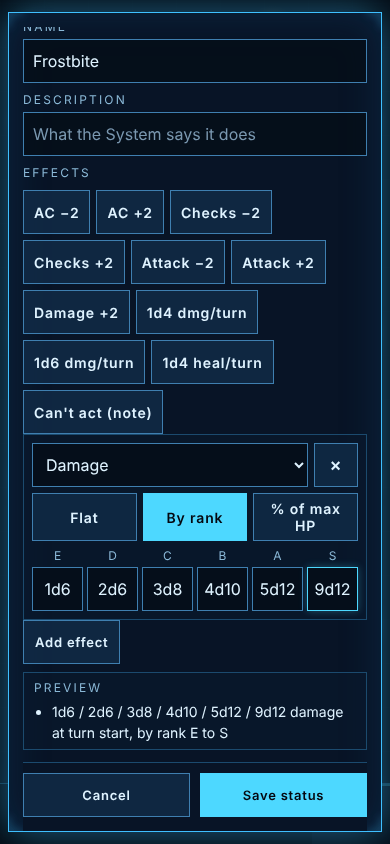 NAME
Frostbite
DESCRIPTION
What the System says it does
EFFECTS
AC −2 AC +2 Checks −2
Checks +2 Attack −2 Attack +2
Damage +2 1d4 dmg/turn
1d6 dmg/turn 1d4 heal/turn
Can't act (note)
Damage ×
Flat By rank % of max
HP
E D C B A S
1d6 2d6 3d8 4d10 5d12 9d12
Add effect
PREVIEW
• 1d6 / 2d6 / 3d8 / 4d10 / 5d12 / 9d12 damage
at turn start, by rank E to S
Cancel Save status